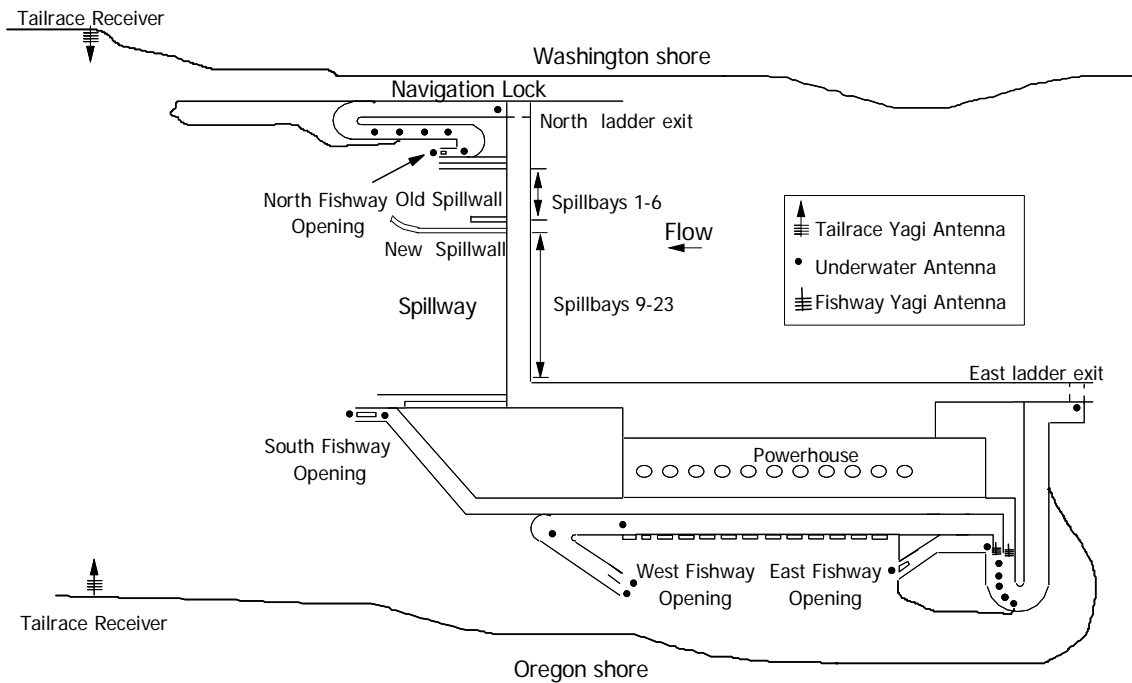 Tailrace Receiver
Washington shore
Navigation Lock
North ladder exit
North Fishway
Opening
Old Spillwall
Spillbays 1-6
New Spillwall
Flow
Tailrace Yagi Antenna
Underwater Antenna
Fishway Yagi Antenna
Spillway
Spillbays 9-23
East ladder exit
South Fishway
Opening
Powerhouse
West Fishway
Opening
East Fishway
Opening
Tailrace Receiver
Oregon shore